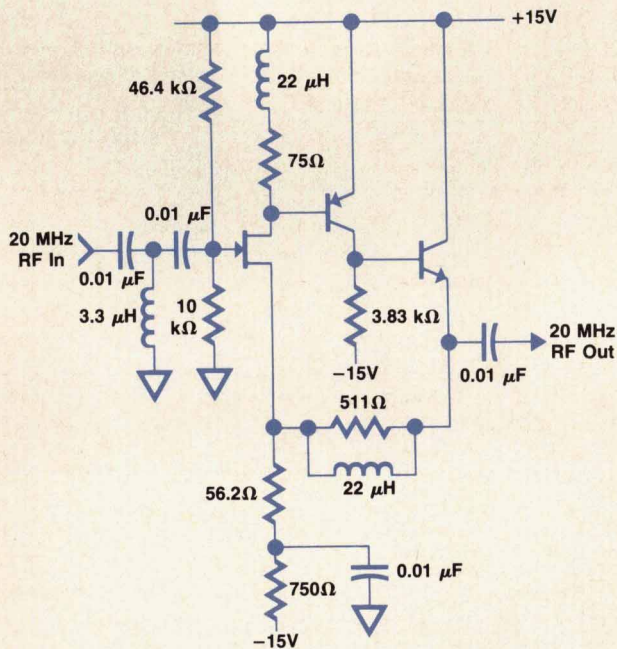 +15V
46.4 kΩ
22 μH
75Ω
0.01 μF
20 MHz
RF In
0.01 μF
3.3 μH
10
kΩ
3.83 kΩ
20 MHz
RF Out
0.01 μF
−15V
511Ω
22 μH
56.2Ω
0.01 μF
750Ω
−15V